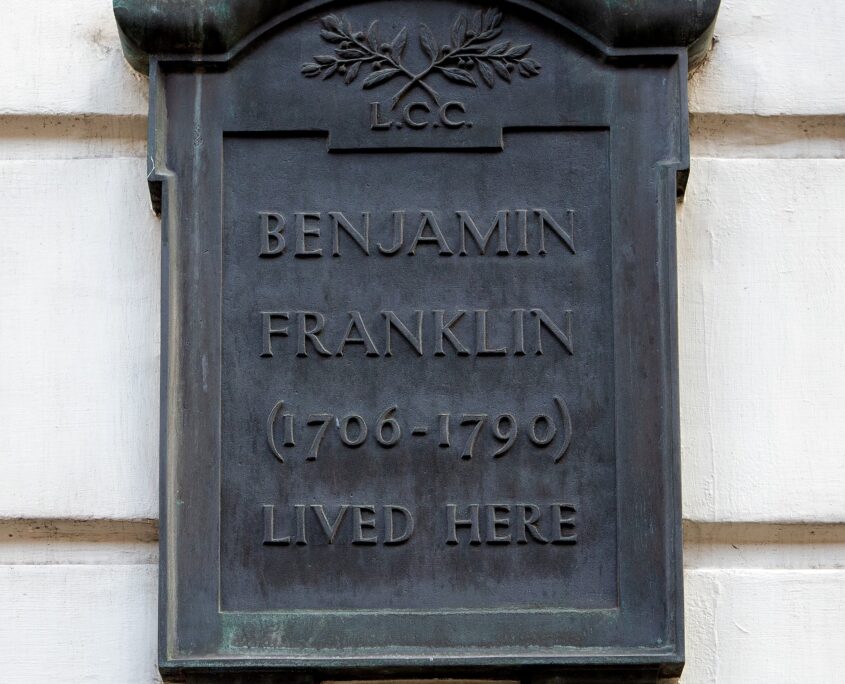 L.C.C.
BENJAMIN
FRANKLIN
(1706-1790)
LIVED HERE